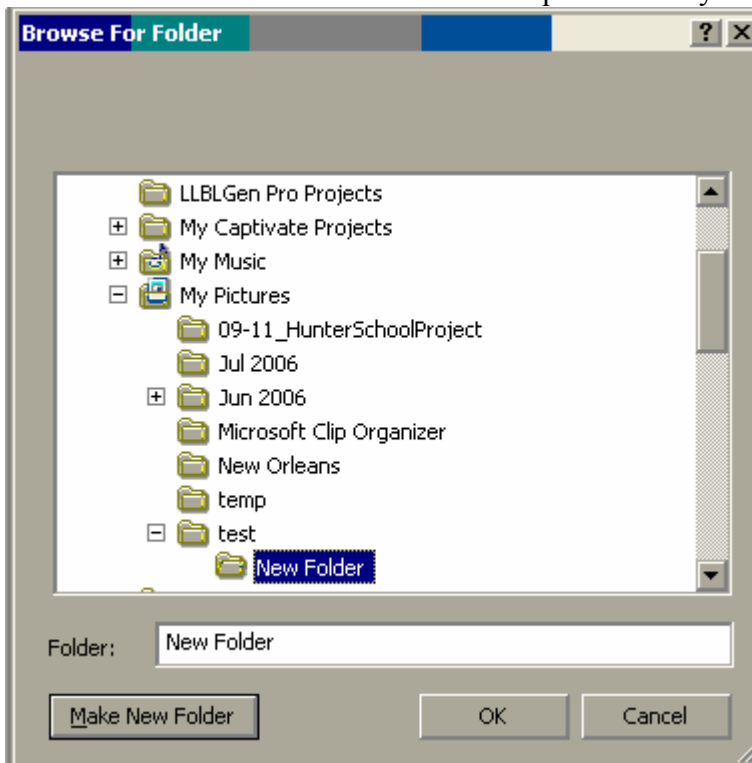 Browse For Folder
LLBLGen Pro Projects
My Captivate Projects
My Music
My Pictures
09-11_HunterSchoolProject
Jul 2006
Jun 2006
Microsoft Clip Organizer
New Orleans
temp
test
New Folder
Folder: New Folder
Make New Folder OK Cancel